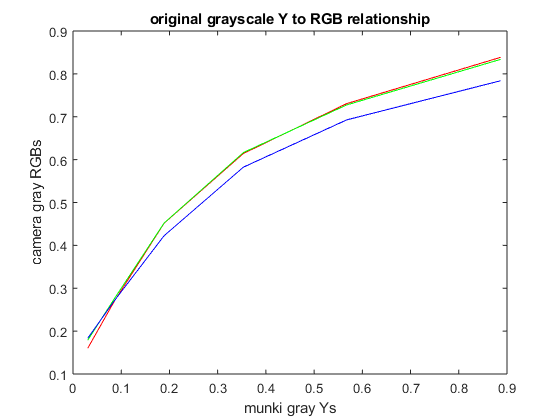 original grayscale Y to RGB relationship
0.9
0.8
0.7
0.6
0.5
0.4
0.3
0.2
0.1
camera gray RGBs
0 0.1 0.2 0.3 0.4 0.5 0.6 0.7 0.8 0.9
munki gray Ys